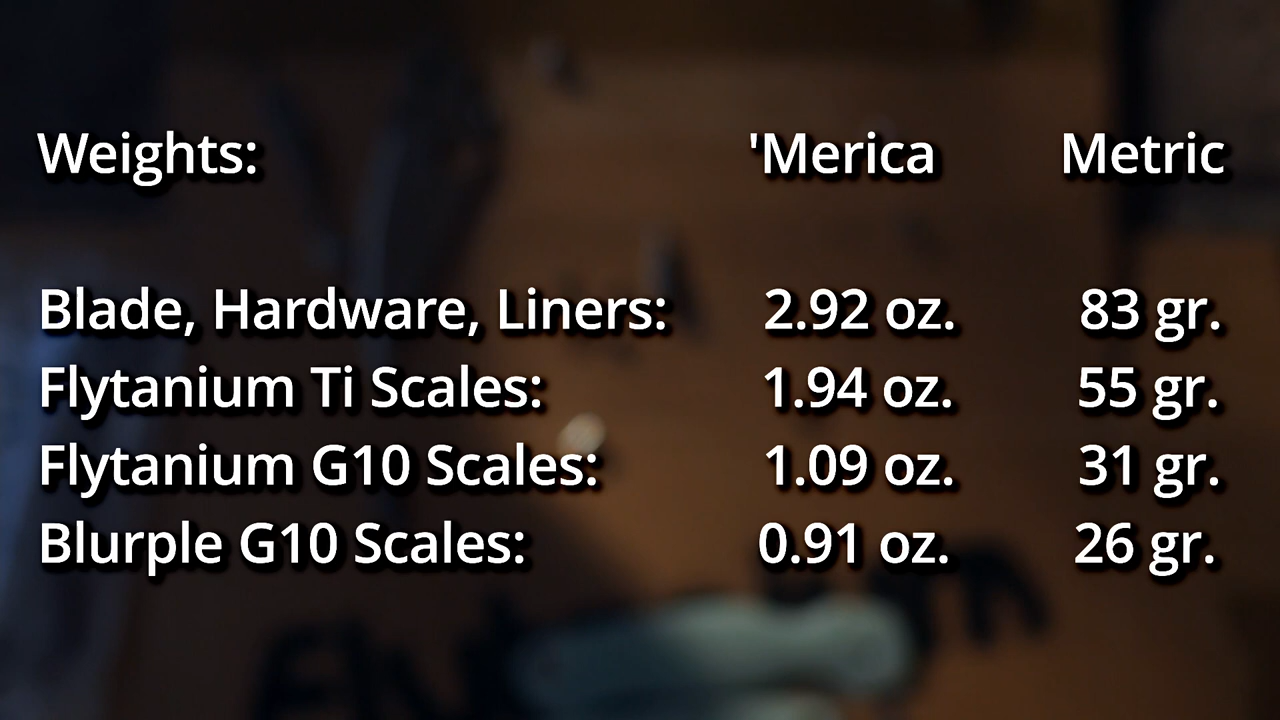 Weights: 'Merica Metric
Blade, Hardware, Liners: 2.92 oz. 83 gr.
Flytanium Ti Scales: 1.94 oz. 55 gr.
Flytanium G10 Scales: 1.09 oz. 31 gr.
Blurple G10 Scales: 0.91 oz. 26 gr.